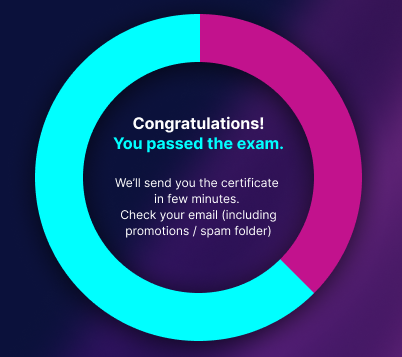 Congratulations!
You passed the exam.
We'll send you the certificate
in few minutes.
Check your email (including
promotions / spam folder)